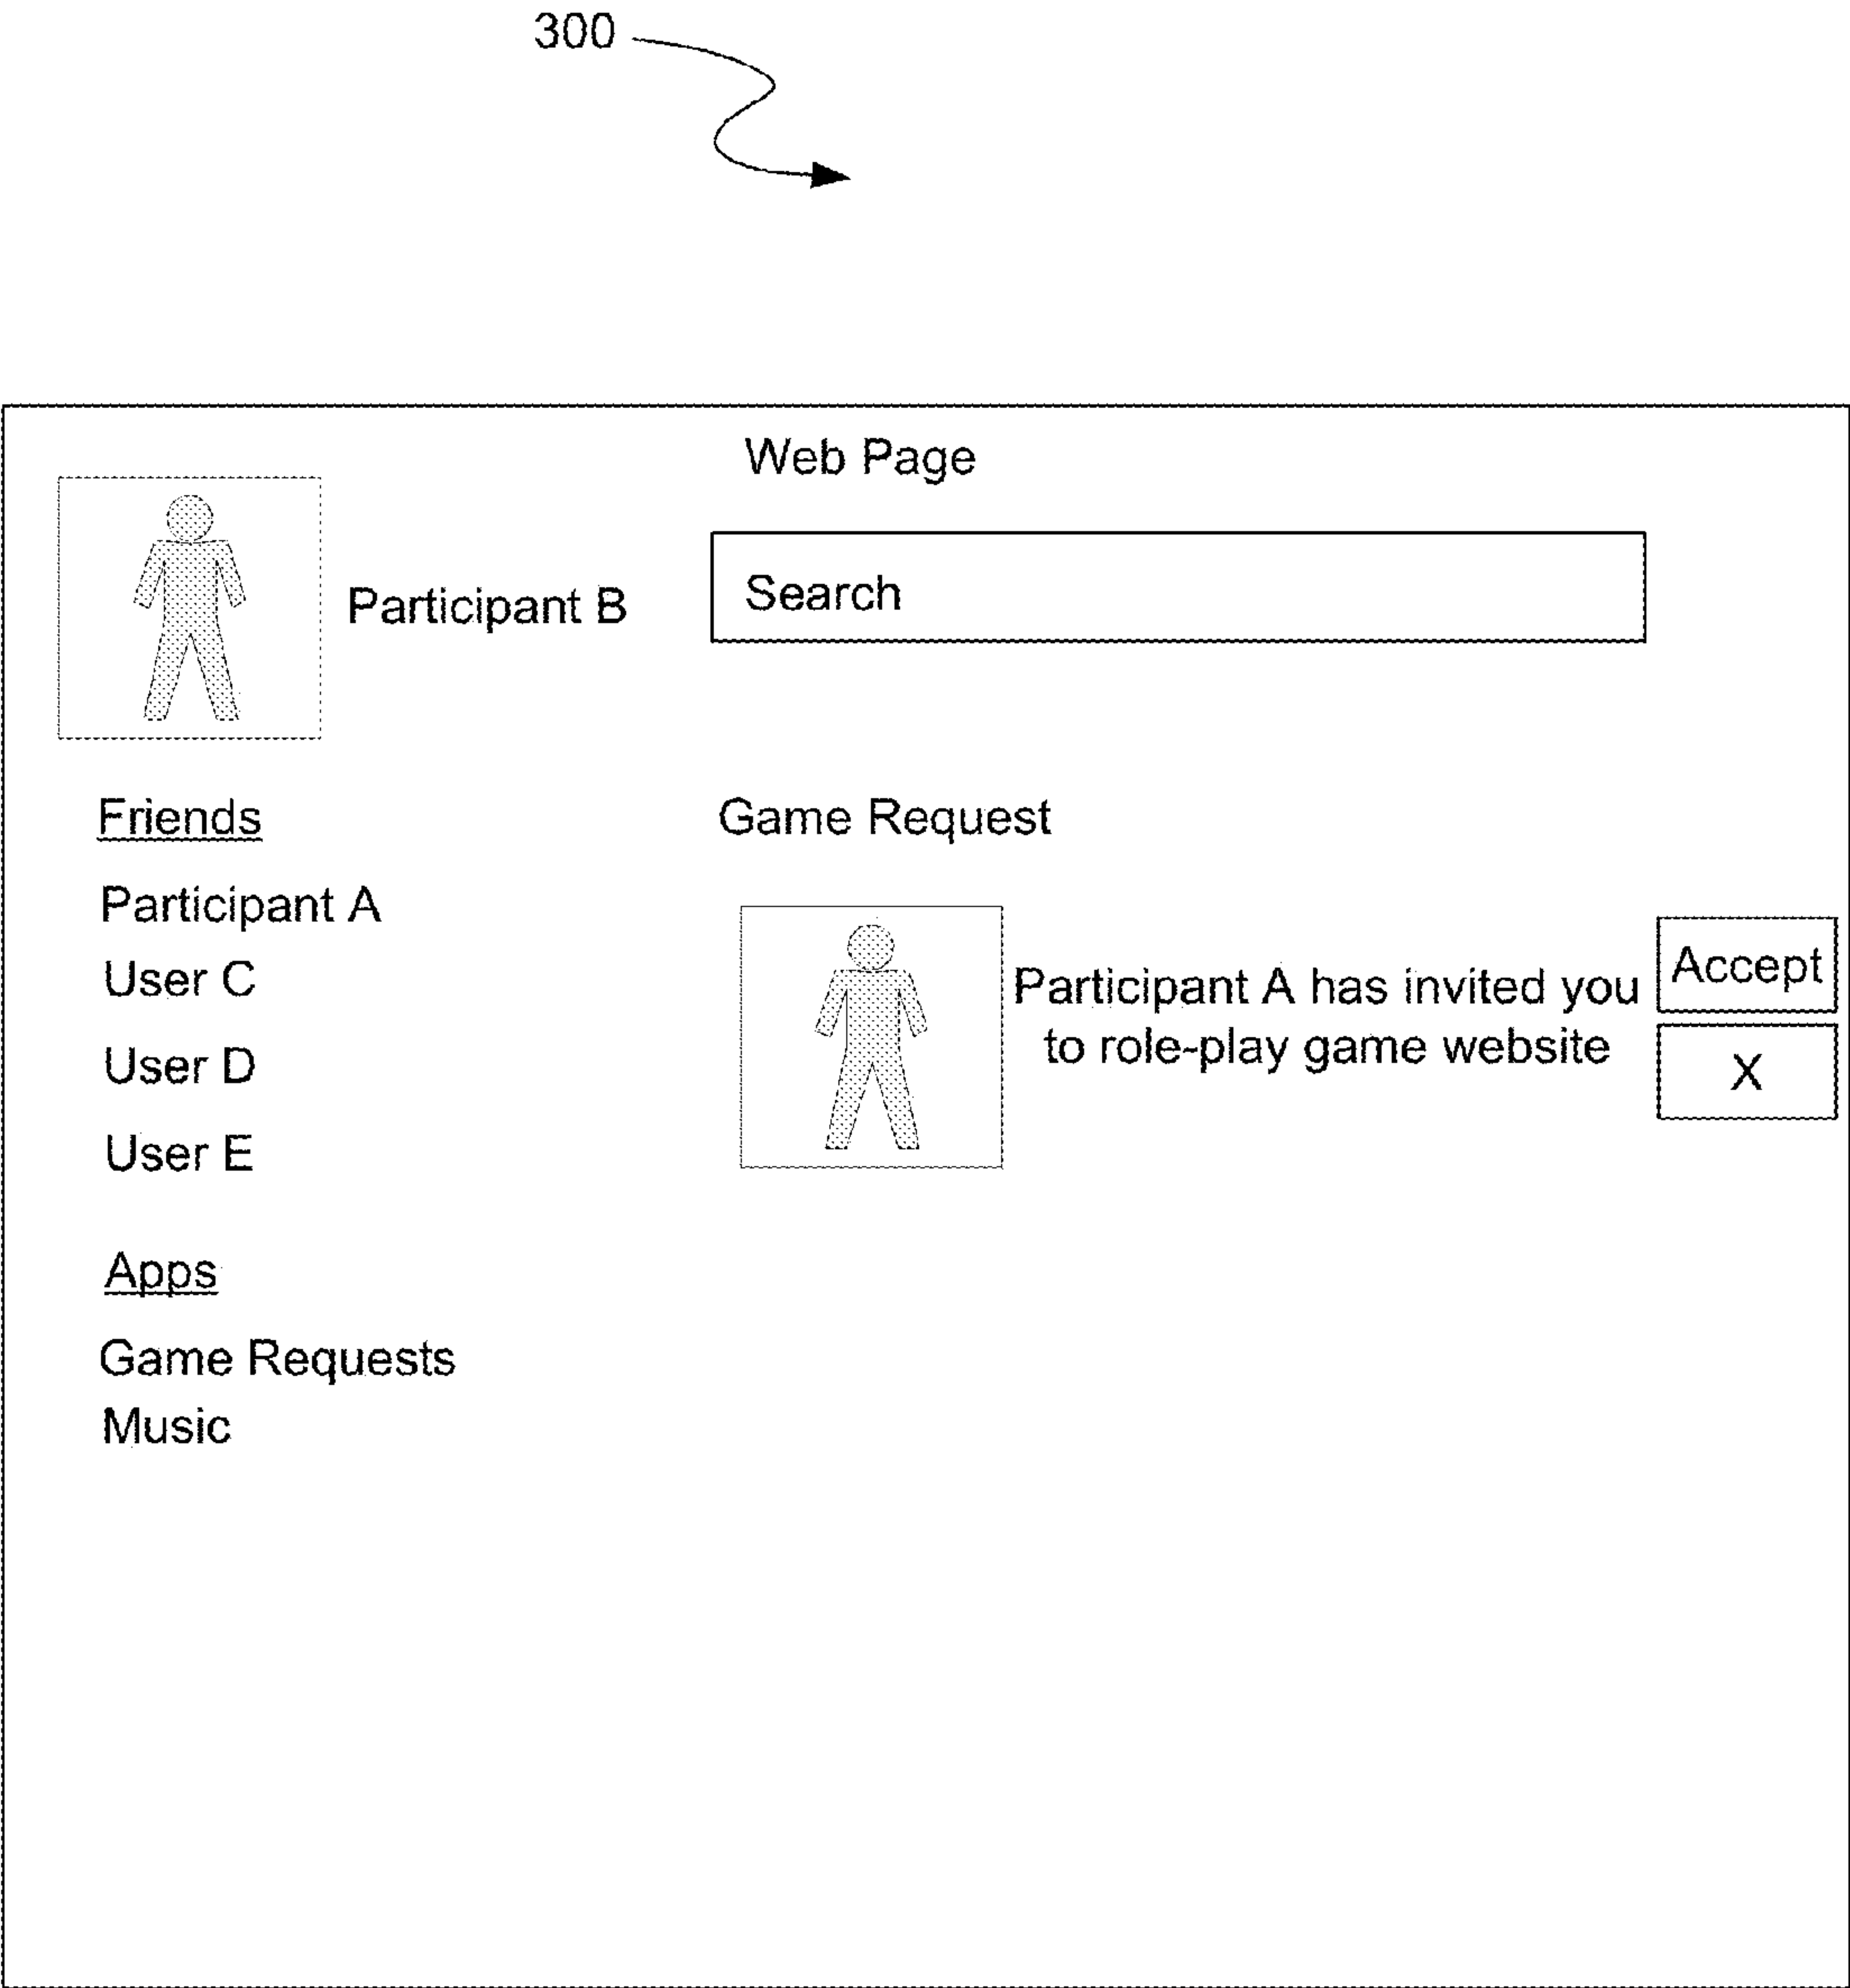 300
Web Page
Participant B
Search
Friends
Participant A
User C
User D
User E
Apps
Game Requests
Music
Game Request
Participant A has invited you
to role-play game website
Accept
X